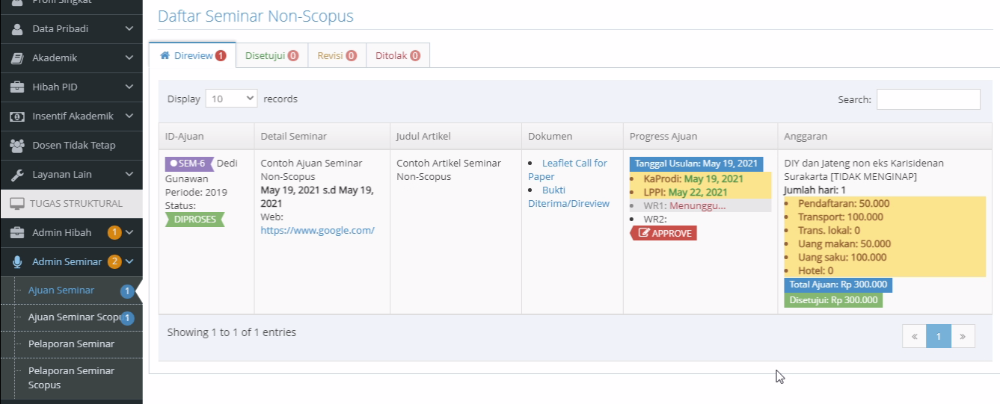 Profil Singkat
Data Pribadi
Akademik
Hibah PID
Insentif Akademik
Dosen Tidak Tetap
Layanan Lain
TUGAS STRUKTURAL
Admin Hibah 1
Admin Seminar 2
Ajuan Seminar 1
Ajuan Seminar Scopu 1
Pelaporan Seminar
Pelaporan Seminar
Scopus
Daftar Seminar Non-Scopus
Direview 1 Disetujui 0 Revisi 0 Ditolak 0
Display 10 records Search:
ID-Ajuan Detail Seminar Judul Artikel Dokumen Progress Ajuan Anggaran
SEM-6 Dedi
Gunawan
Periode: 2019
Status:
DIPROSES
Contoh Ajuan Seminar
Non-Scopus
May 19, 2021 s.d May 19,
2021
Web:
https://www.google.com/
Contoh Artikel Seminar
Non-Scopus
Leaflet Call for
Paper
Bukti
Diterima/Direview
Tanggal Usulan: May 19, 2021
KaProdi: May 19, 2021
LPPI: May 22, 2021
WR1: Menunggu...
WR2:
APPROVE
DIY dan Jateng non eks Karisidenan
Surakarta [TIDAK MENGINAP]
Jumlah hari: 1
Pendaftaran: 50.000
Transport: 100.000
Trans. lokal: 0
Uang makan: 50.000
Uang saku: 100.000
Hotel: 0
Total Ajuan: Rp 300.000
Disetujui: Rp 300.000
Showing 1 to 1 of 1 entries
« 1 »